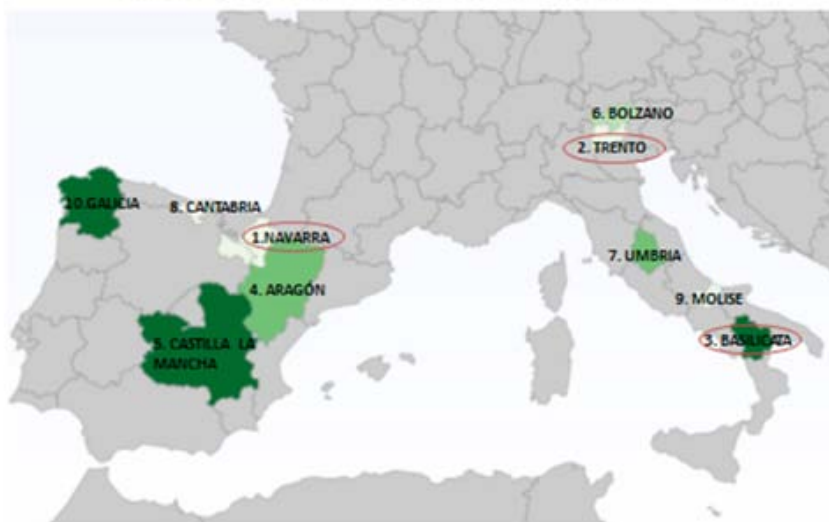 6. BOLZANO
2. TRENTO
10.GALICIA
8. CANTABRIA
1.NAVARRA
7. UMBRIA
4. ARAGÓN
9. MOLISE
5. CASTILLA LA
MANCHA
3. BASILICATA